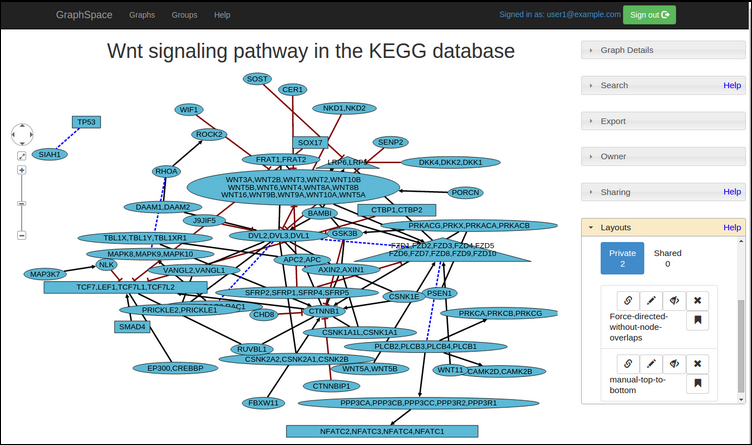 GraphSpace Graphs Groups Help Signed in as: user1@example.com Sign out
Wnt signaling pathway in the KEGG database
Graph Details
Search Help
Export
Owner
Sharing Help
Layouts Help
Private
2
Shared
0
Force-directed-
without-node-
overlaps
manual-top-to-
bottom
SOST
CER1
WIF1
NKD1,NKD2
TP53
ROCK2
SOX17
SENP2
SIAH1
FRAT1,FRAT2
LRP6,LRP5
DKK4,DKK2,DKK1
RHOA
WNT3A,WNT2B,WNT3,WNT2,WNT10B
WNT5B,WNT6,WNT4,WNT8A,WNT8B
WNT16,WNT9B,WNT9A,WNT10A,WNT5A
PORCN
DAAM1,DAAM2
BAMBI
CTBP1,CTBP2
J9JIF5
PRKACG,PRKX,PRKACA,PRKACB
TBL1X,TBL1Y,TBL1XR1
DVL2,DVL3,DVL1
GSK3B
FZD1,FZD2,FZD3,FZD4,FZD5
FZD6,FZD7,FZD8,FZD9,FZD10
MAPK8,MAPK9,MAPK10
APC2,APC
NLK
VANGL2,VANGL1
AXIN2,AXIN1
MAP3K7
TCF7,LEF1,TCF7L1,TCF7L2
SFRP2,SFRP1,SFRP4,SFRP5
CSNK1E
PSEN1
PRICKLE2,PRICKLE1
CHD8
CTNNB1
PRKCA,PRKCB,PRKCG
SMAD4
CSNK1A1L,CSNK1A1
RUVBL1
PLCB2,PLCB3,PLCB4,PLCB1
CSNK2A2,CSNK2A1,CSNK2B
EP300,CREBBP
WNT5A,WNT5B
WNT11
CAMK2D,CAMK2B
CTNNBIP1
FBXW11
PPP3CA,PPP3CB,PPP3CC,PPP3R2,PPP3R1
NFATC2,NFATC3,NFATC4,NFATC1